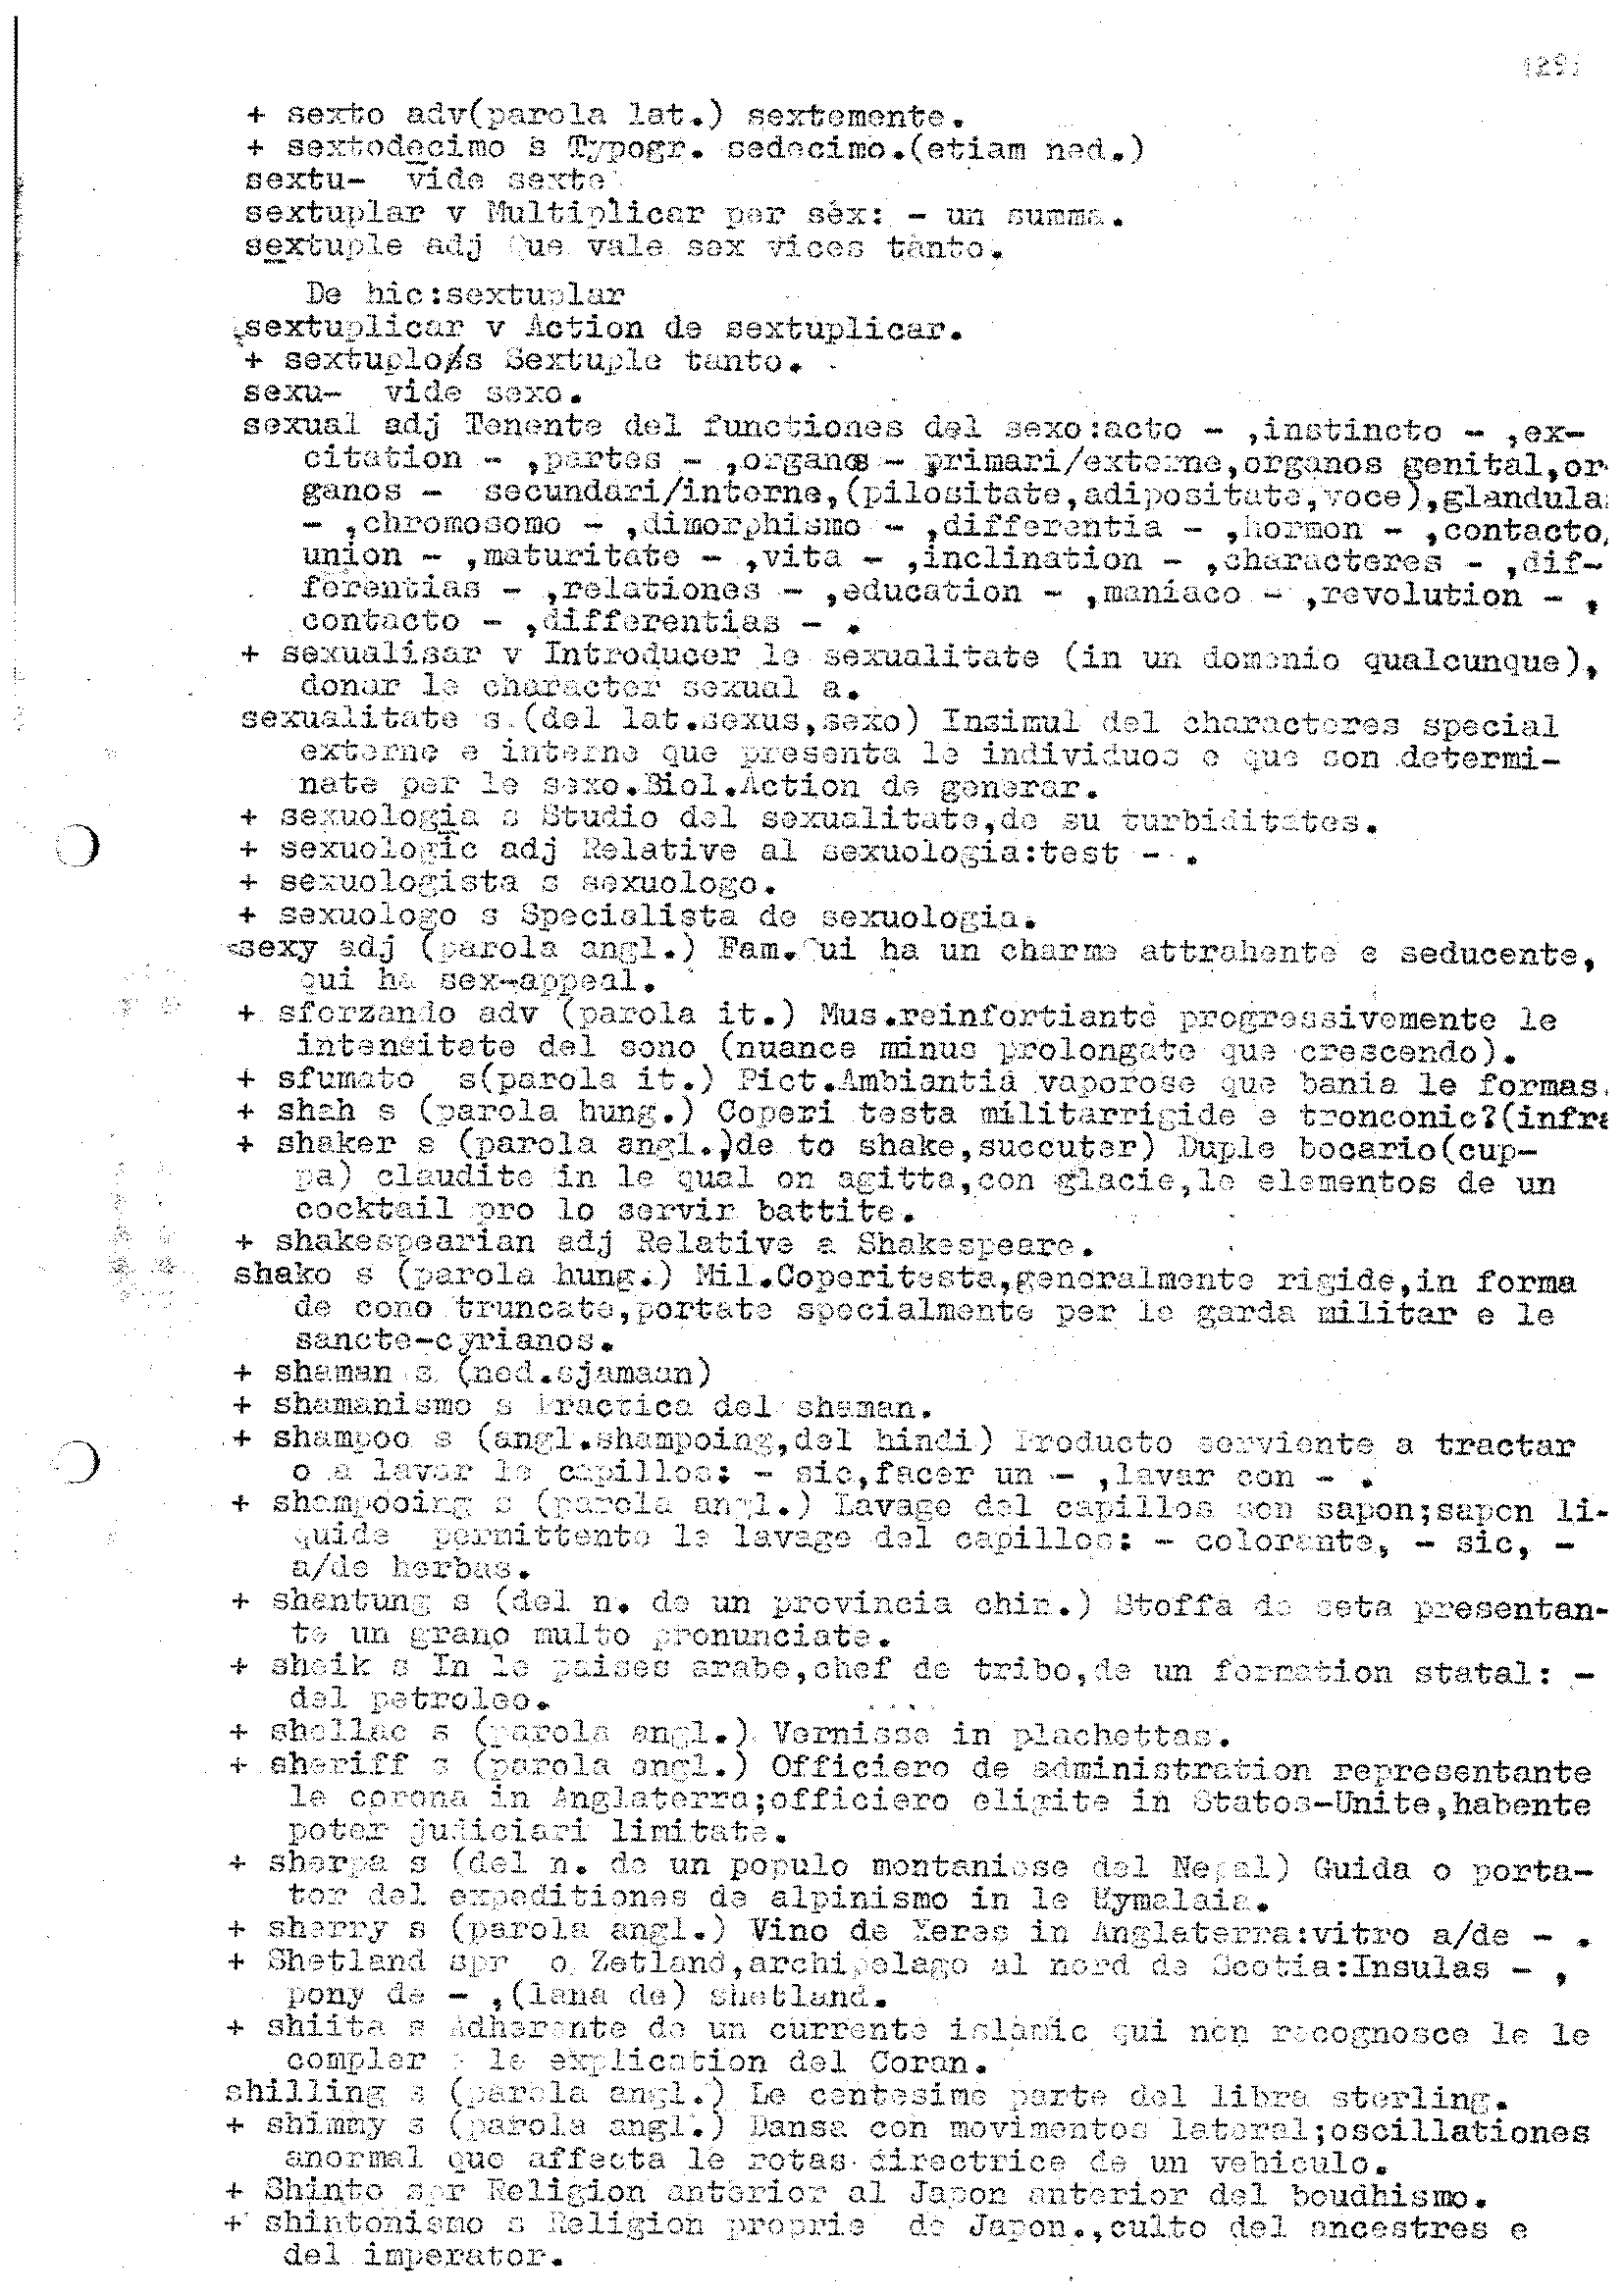 + sexto adv(parola lat.) sextemente.
+ sextodecimo s Typogr. sedecimo.(etiam ned.)
sextu- vide sexte
sextuplar v Multiplicar per sex: - un summa.
sextuple adj Que vale sex vices tanto.
De hic:sextuplar
sextuplicar v Action de sextuplicar.
+ sextuplo/s Sextuple tanto.
sexu- vide sexo.
sexual adj Tenente del functiones del sexo:acto - ,instincto - ,ex-
citation - ,partes - ,organos - primari/externe,organos genital,or
ganos - secundari/interne,(pilositate,adipositate,voce),glandulas
- ,chromosomo - ,dimorphismo - ,differentia - ,hormon - ,contacto,
union - ,maturitate - ,vita - ,inclination - ,characteres - ,dif-
ferentias - ,relationes - ,education - ,maniaco - ,revolution - ,
contacto - ,differentias - .
+ sexualisar v Introducer le sexualitate (in un domenio qualcunque),
donar le character sexual a.
sexualitate s (del lat.sexus,sexo) Insimul del characteres special
externe e interne que presenta le individuos e que son determi-
nate per le sexo.Biol.Action de generar.
+ sexuologia s Studio del sexualitate,de su turbiditates.
+ sexuologic adj Relative al sexuologia:test - .
+ sexuologista s sexuologo.
+ sexuologo s Specialista de sexuologia.
sexy adj (parola angl.) Fam.Qui ha un charme attrahente e seducente,
qui ha sex-appeal.
+ sforzando adv (parola it.) Mus.reinfortiante progressivemente le
intensitate del sono (nuance minus prolongate que crescendo).
+ sfumato s(parola it.) Pict.Ambiantia vaporose que bania le formas.
+ shah s (parola hung.) Coperi testa militarrigide e tronconic?(infra
+ shaker s (parola angl.,de to shake,succuter) Duple bocario(cup-
pa) claudite in le qual on agitta,con glacie,le elementos de un
cocktail pro lo servir battite.
+ shakespearian adj Relative a Shakespeare.
shako s (parola hung.) Mil.Coperitesta,generalmente rigide,in forma
de cono truncate,portate specialmente per le garda militar e le
sancte-cyrianos.
+ shaman s (ned.sjamaan)
+ shamanismo s Practica del shaman.
+ shampoo s (angl.shampoing,del hindi) Producto serviente a tractar
o a lavar le capillos: - sic,facer un - ,lavar con - .
+ shampooing s (parola angl.) Lavage del capillos con sapon;sapon li-
quide permittente le lavage del capillos: - colorante, - sic, -
a/de herbas.
+ shantung s (del n. de un provincia chin.) Stoffa de seta presentan-
te un grano multo pronunciate.
+ sheik s In le paises arabe,chef de tribo,de un formation statal: -
del petroleo.
+ shellac s (parola angl.) Vernisse in plachettas.
+ sheriff s (parola angl.) Officiero de administration representante
le corona in Anglaterra;officiero eligite in Statos-Unite,habente
poter judiciari limitate.
+ sherpa s (del n. de un populo montaniose del Nepal) Guida o porta-
tor del expeditiones de alpinismo in le Hymalaia.
+ sherry s (parola angl.) Vino de Xeres in Anglaterra:vitro a/de - .
+ Shetland spr o Zetland,archipelago al nord de Scotia:Insulas - ,
pony de - ,(lana de) shetland.
+ shiita s Adherente de un currente islamic qui non recognosce le le
compler le explication del Coran.
shilling s (parola angl.) Le centesime parte del libra sterling.
+ shimmy s (parola angl.) Dansa con movimentos lateral;oscillationes
anormal que affecta le rotas directrice de un vehiculo.
+ Shinto spr Religion anterior al Japon anterior del boudhismo.
+ shintonismo s Religion proprie de Japon.,culto del ancestres e
del imperator.